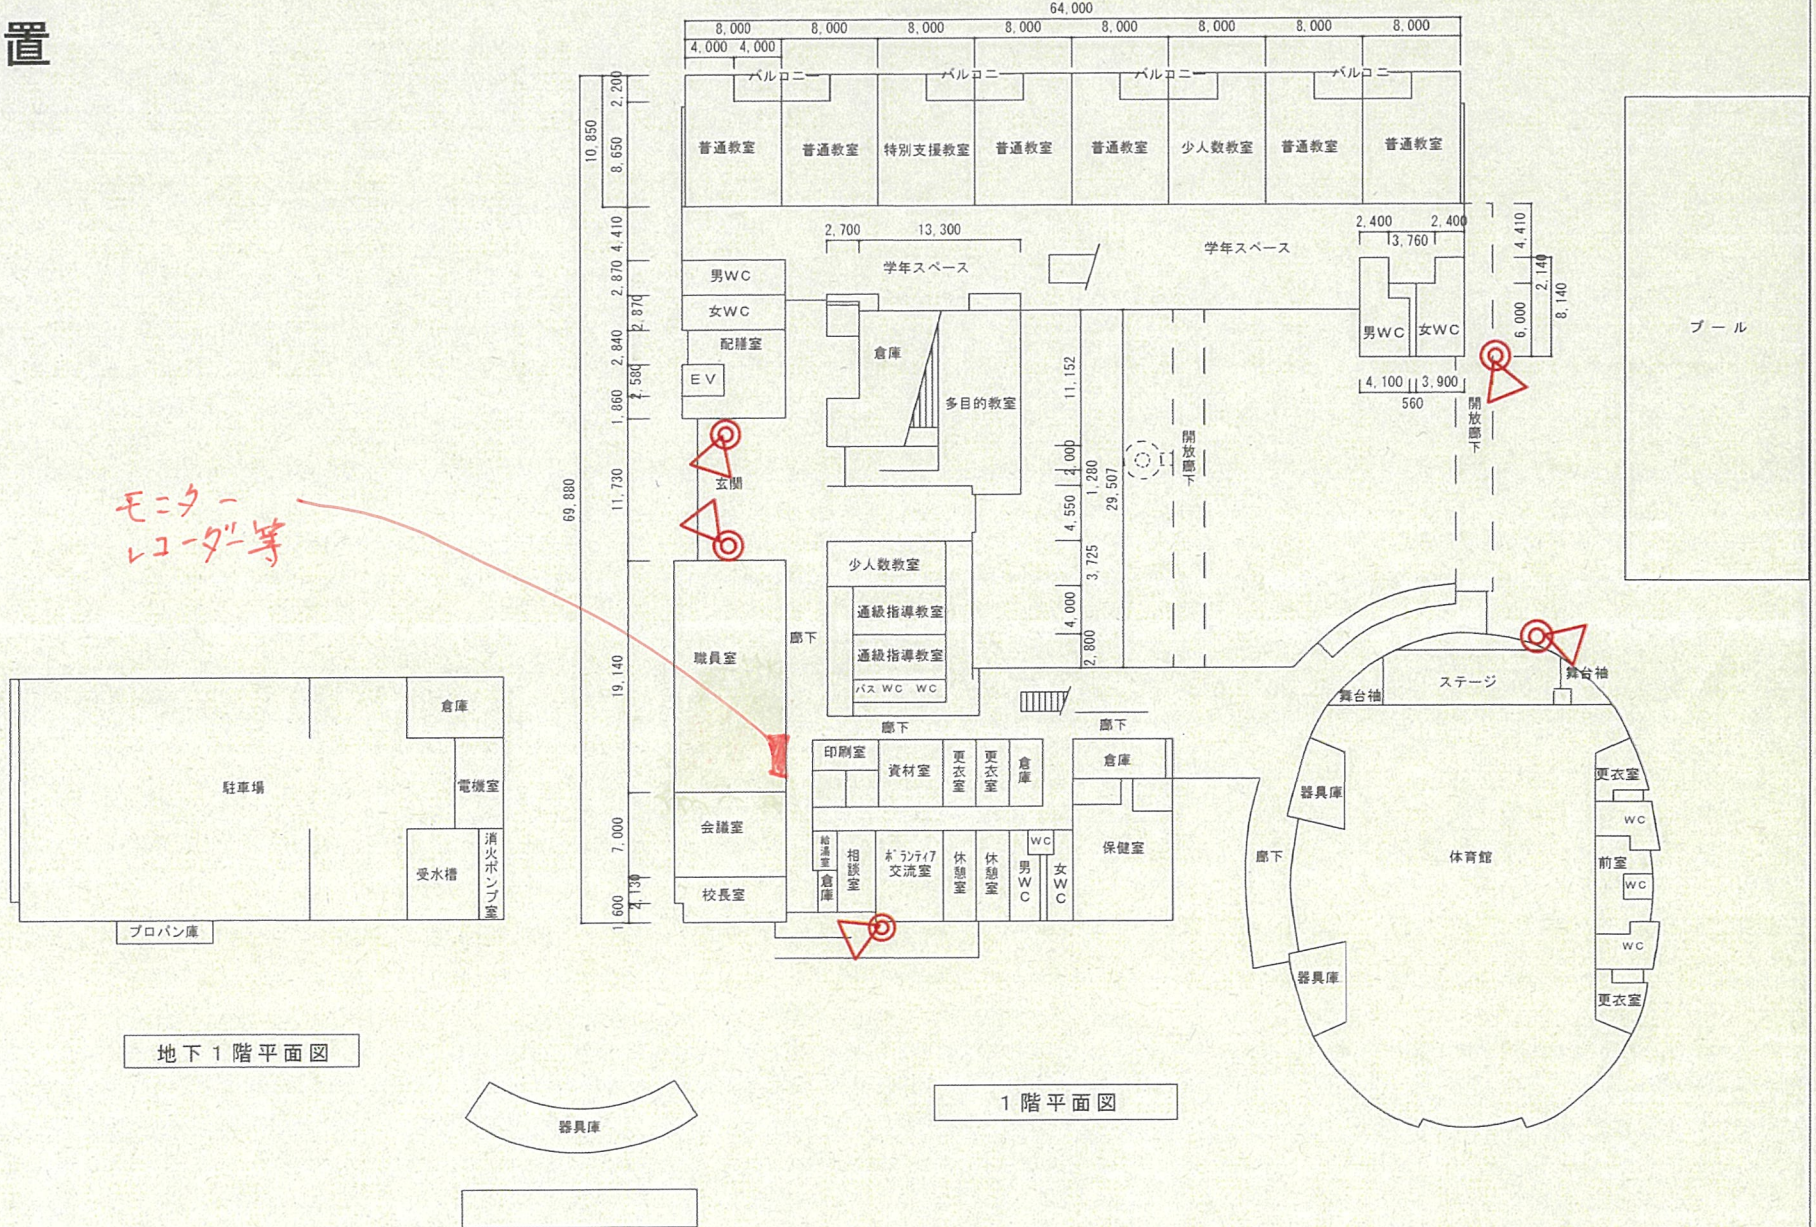 置
64,000
8,000 8,000 8,000 8,000 8,000 8,000 8,000 8,000
4,000 4,000
バルコニー バルコニー バルコニー バルコニー
2,200
10,850
8,650
普通教室 普通教室 特別支援教室 普通教室 普通教室 少人数教室 普通教室 普通教室
4,410
2,700 13,300
学年スペース
学年スペース
2,400 2,400
3,760
4,410
2,140
8,140
6,000
2,870
男WC
2,870
女WC
2,840
配膳室
2,580
EV
1,860
倉庫
多目的教室
11,152
男WC 女WC
4,100 3,900
560
プール
開放廊下
開放廊下
69,880
11,730
玄関
2,000
1,280
29,507
4,550
3,725
4,000
2,800
モニター
レコーダー等
少人数教室
通級指導教室
通級指導教室
バス WC WC
廊下
職員室
19,140
廊下
廊下
舞台袖 ステージ 舞台袖
倉庫
駐車場
電機室
受水槽
消火ポンプ室
プロパン庫
印刷室
資材室
更衣室
更衣室
倉庫
倉庫
会議室
7,000
給湯室
倉庫
相談室
ボランティア
交流室
休憩室
休憩室
男WC
WC
女WC
保健室
校長室
2,130
1,600
廊下
器具庫
体育館
更衣室
WC
前室
WC
WC
更衣室
器具庫
地下1階平面図
1階平面図
器具庫